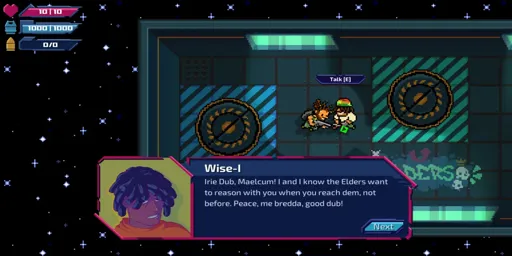 10 | 10
1000 | 1000
0/0
Talk [E]
Wise-I
Irie Dub, Maelcum! I and I know the Elders want
to reason with you when you reach dem, not
before. Peace, me bredda, good dub!
Next